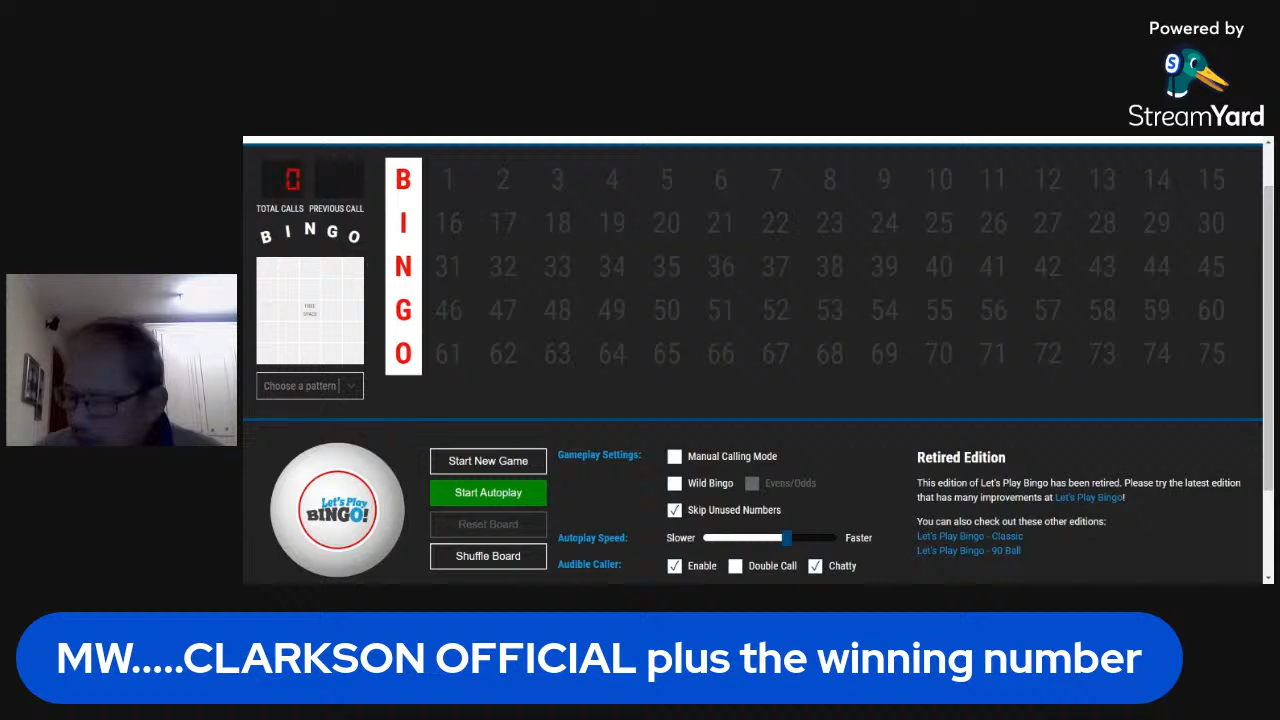 Powered by
S
StreamYard
0
TOTAL CALLS PREVIOUS CALL
B I N G O
FREE
SPACE
Choose a pattern
B 1 2 3 4 5 6 7 8 9 10 11 12 13 14 15
I 16 17 18 19 20 21 22 23 24 25 26 27 28 29 30
N 31 32 33 34 35 36 37 38 39 40 41 42 43 44 45
G 46 47 48 49 50 51 52 53 54 55 56 57 58 59 60
O 61 62 63 64 65 66 67 68 69 70 71 72 73 74 75
Let's Play
BINGO!
Start New Game
Start Autoplay
Reset Board
Shuffle Board
Gameplay Settings:
Manual Calling Mode
Wild Bingo Evens/Odds
Skip Unused Numbers
Autoplay Speed: Slower Faster
Audible Caller: Enable Double Call Chatty
Retired Edition
This edition of Let's Play Bingo has been retired. Please try the latest edition
that has many improvements at Let's Play Bingo!
You can also check out these other editions:
Let's Play Bingo - Classic
Let's Play Bingo - 90 Ball
MW.....CLARKSON OFFICIAL plus the winning number